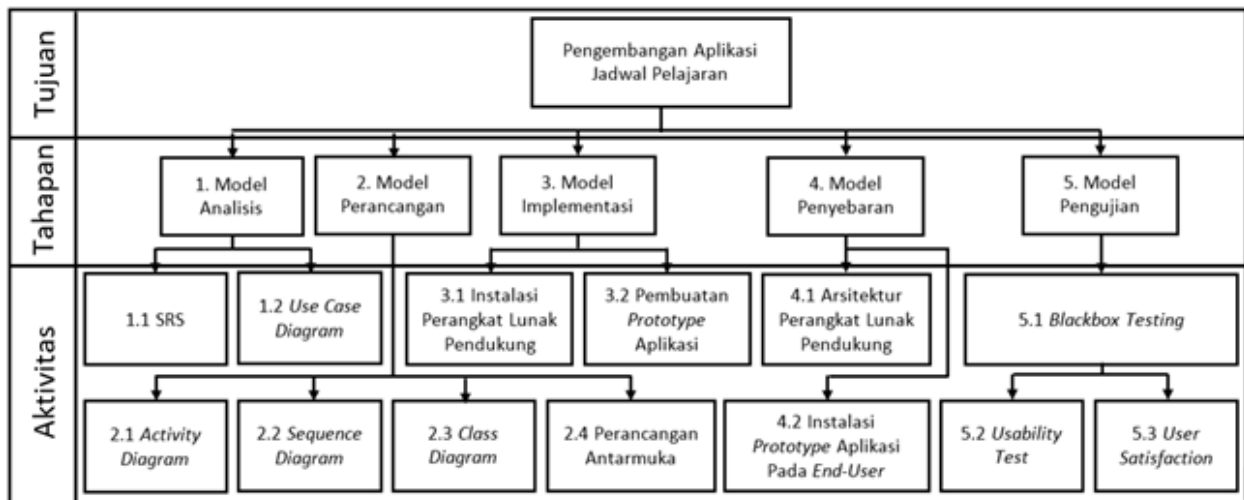 Tujuan
Pengembangan Aplikasi
Jadwal Pelajaran
Tahapan
1. Model
Analisis
2. Model
Perancangan
3. Model
Implementasi
4. Model
Penyebaran
5. Model
Pengujian
Aktivitas
1.1 SRS
1.2 Use Case
Diagram
3.1 Instalasi
Perangkat Lunak
Pendukung
3.2 Pembuatan
Prototype
Aplikasi
4.1 Arsitektur
Perangkat Lunak
Pendukung
5.1 Blackbox Testing
2.1 Activity
Diagram
2.2 Sequence
Diagram
2.3 Class
Diagram
2.4 Perancangan
Antarmuka
4.2 Instalasi
Prototype Aplikasi
Pada End-User
5.2 Usability
Test
5.3 User
Satisfaction